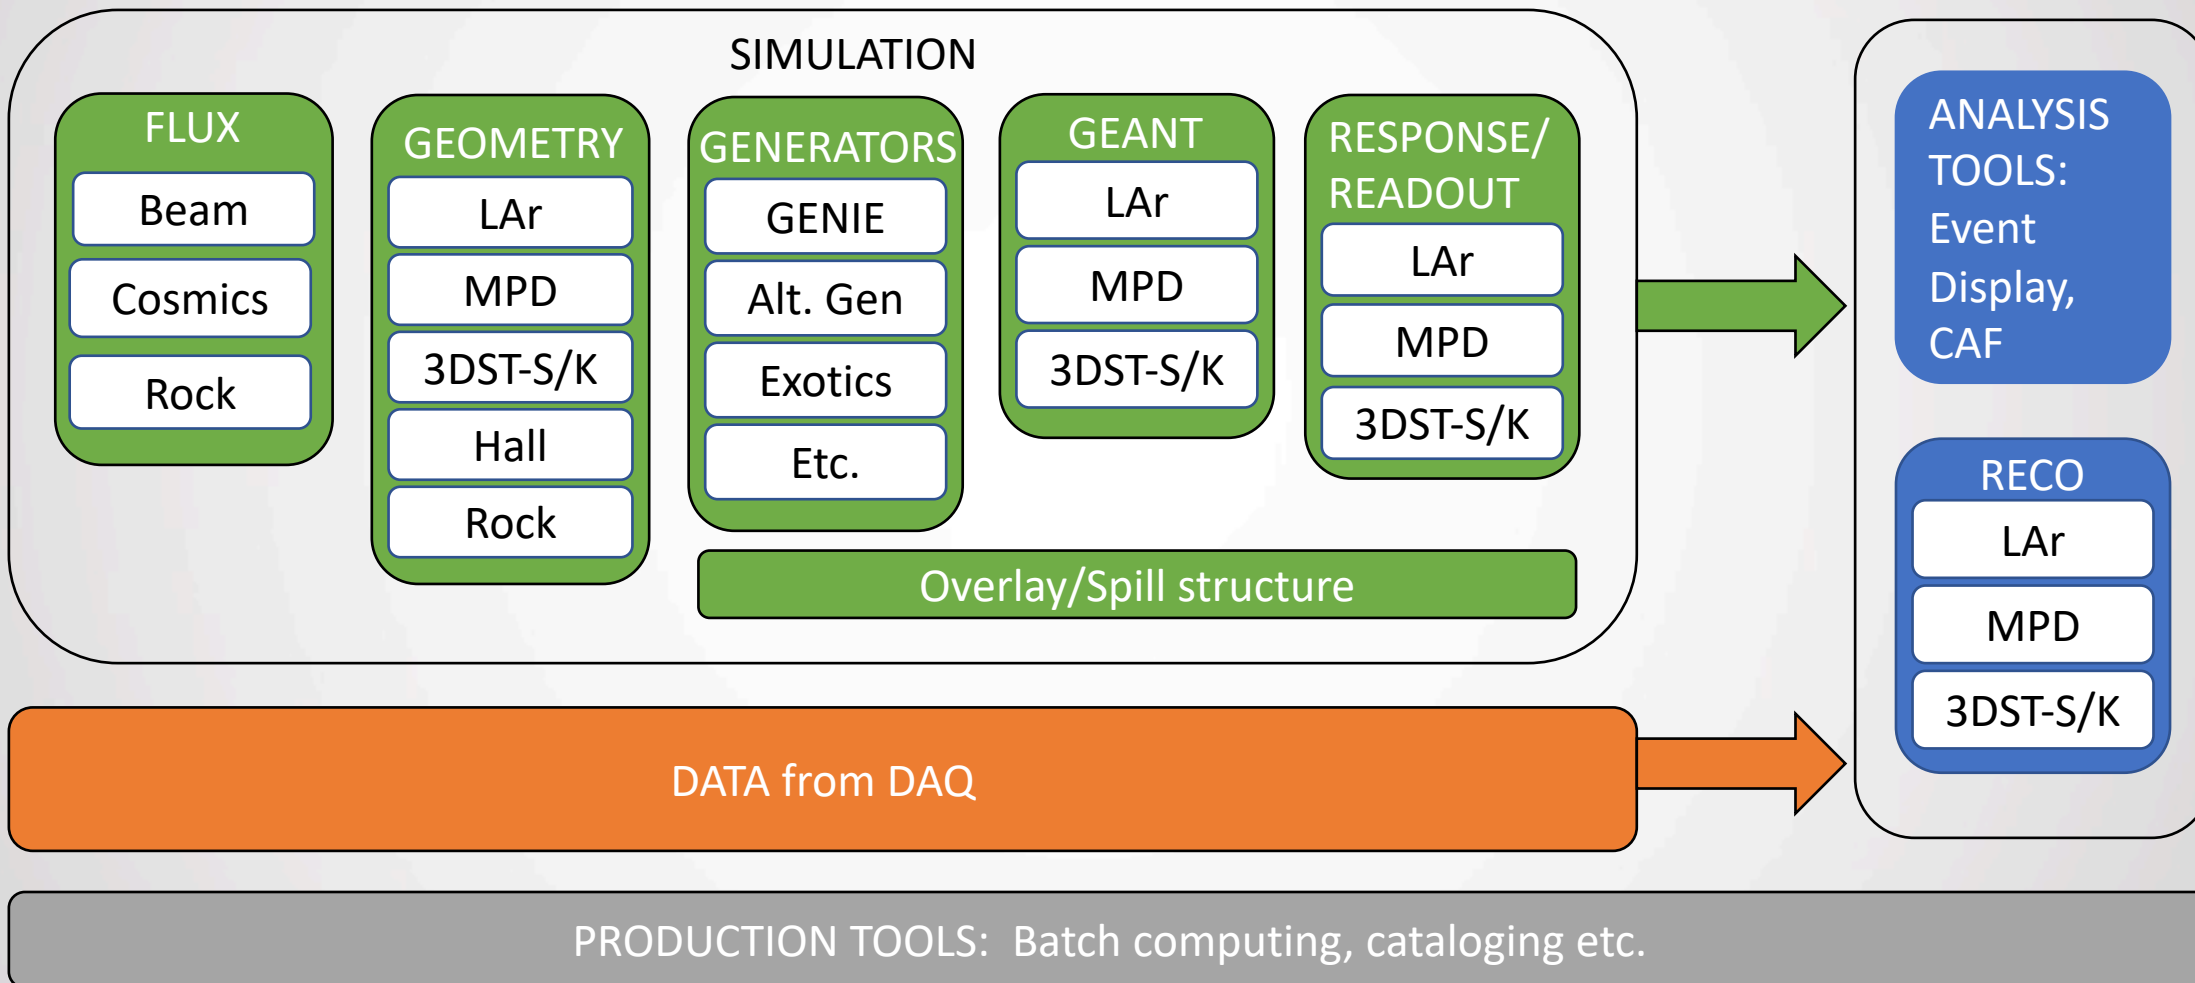 SIMULATION
FLUX
Beam
Cosmics
Rock
GEOMETRY
LAr
MPD
3DST-S/K
Hall
Rock
GENERATORS
GENIE
Alt. Gen
Exotics
Etc.
GEANT
LAr
MPD
3DST-S/K
RESPONSE/
READOUT
LAr
MPD
3DST-S/K
Overlay/Spill structure
ANALYSIS
TOOLS:
Event
Display,
CAF
RECO
LAr
MPD
3DST-S/K
DATA from DAQ
PRODUCTION TOOLS:  Batch computing, cataloging etc.